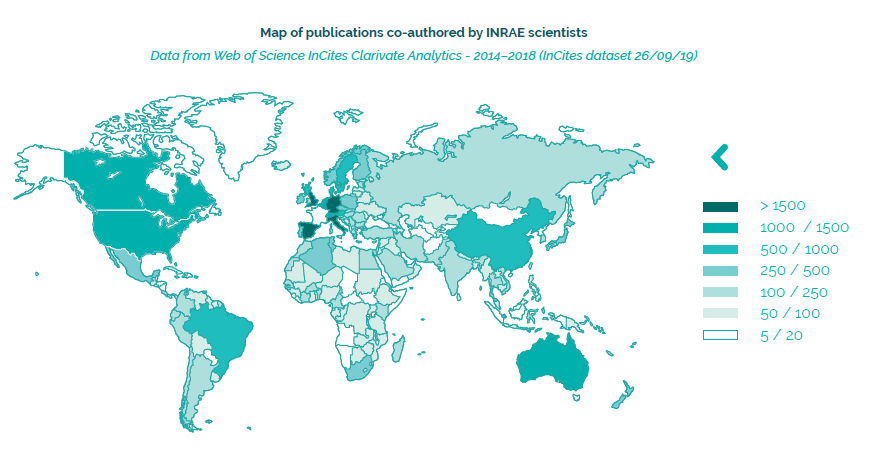 Map of publications co-authored by INRAE scientists
Data from Web of Science InCites Clarivate Analytics - 2014–2018 (InCites dataset 26/09/19)
> 1500
1000 / 1500
500 / 1000
250 / 500
100 / 250
50 / 100
5 / 20